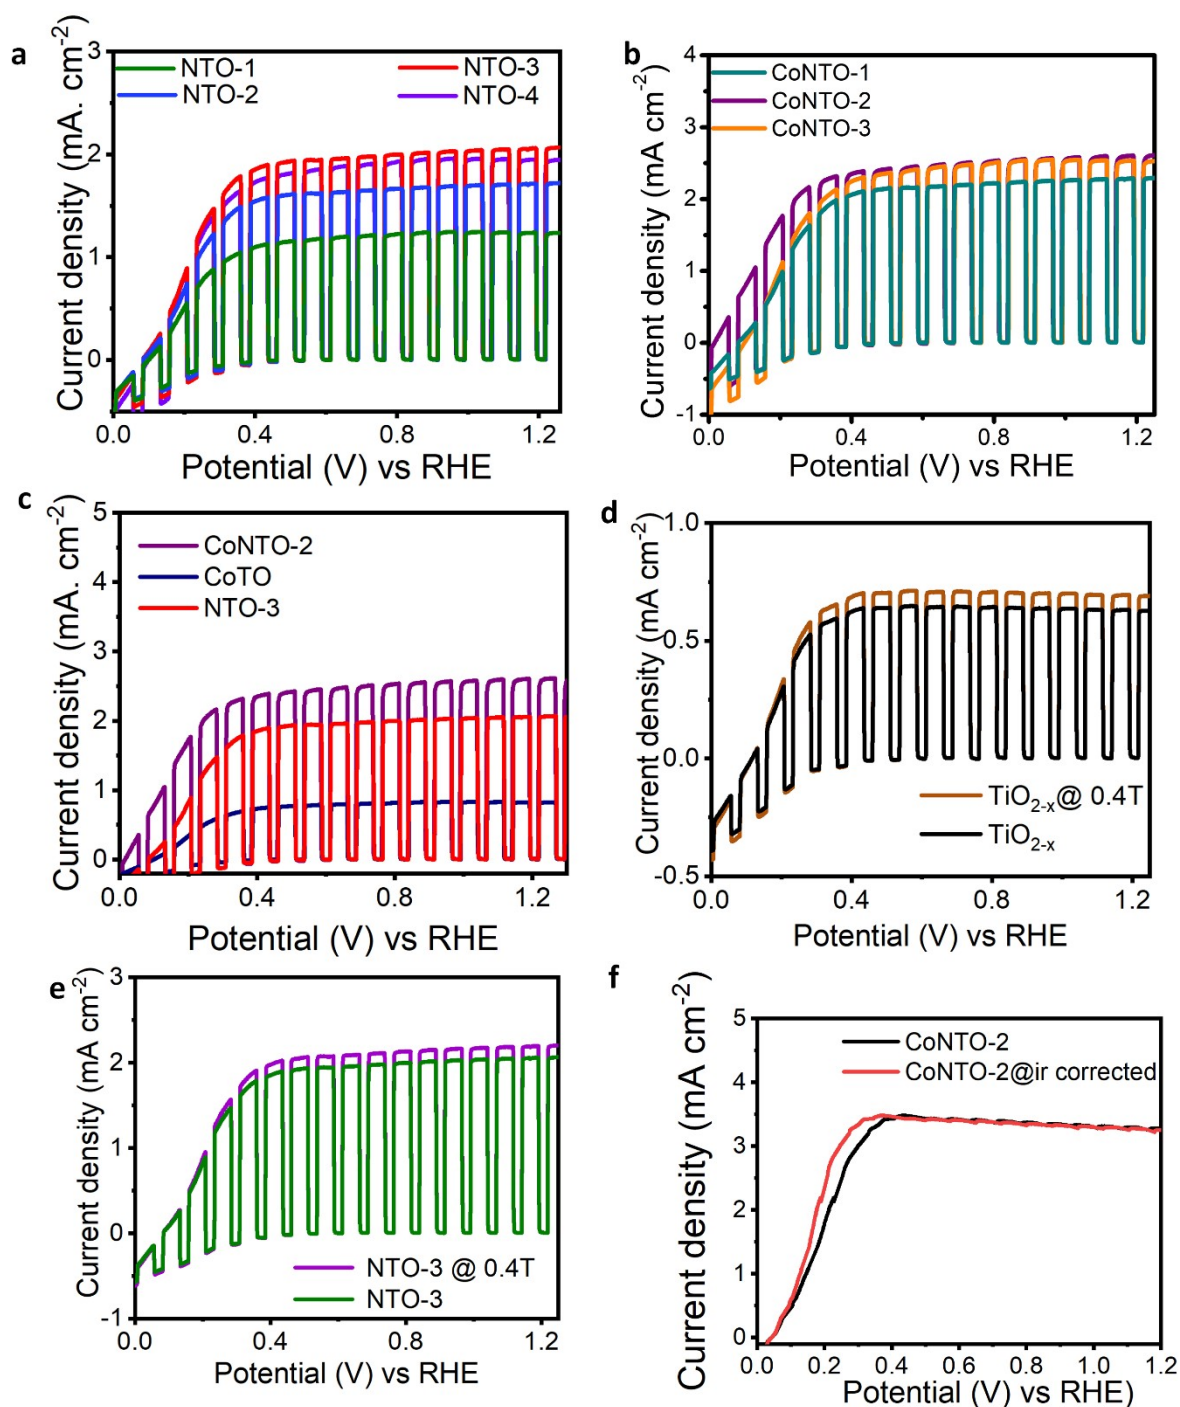 a
Current density (mA. cm-2)
3
2
1
0
NTO-1
NTO-2
NTO-3
NTO-4
0.0 0.4 0.8 1.2
Potential (V) vs RHE
b
Current density (mA cm-2)
4
3
2
1
0
-1
CoNTO-1
CoNTO-2
CoNTO-3
0.0 0.4 0.8 1.2
Potential (V) vs RHE
c
Current density (mA. cm-2)
5
4
3
2
1
0
CoNTO-2
CoTO
NTO-3
0.0 0.4 0.8 1.2
Potential (V) vs RHE
d
Current density (mA cm-2)
1.0
0.5
0.0
-0.5
TiO2-x@ 0.4T
TiO2-x
0.0 0.4 0.8 1.2
Potential (V) vs RHE
e
Current density (mA cm-2)
3
2
1
0
-1
NTO-3 @ 0.4T
NTO-3
0.0 0.4 0.8 1.2
Potential (V) vs RHE
f
Current density (mA cm-2)
5
4
3
2
1
0
CoNTO-2
CoNTO-2@ir corrected
0.0 0.2 0.4 0.6 0.8 1.0 1.2
Potential (V) vs RHE)